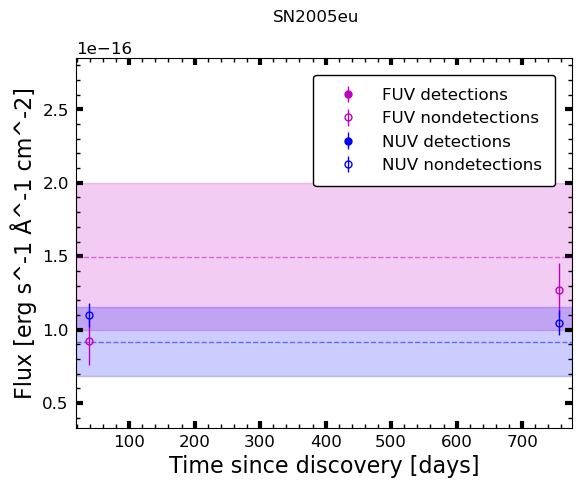 SN2005eu
1e−16
Flux [erg s^-1 Å^-1 cm^-2]
2.5
2.0
1.5
1.0
0.5
FUV detections
FUV nondetections
NUV detections
NUV nondetections
100 200 300 400 500 600 700
Time since discovery [days]